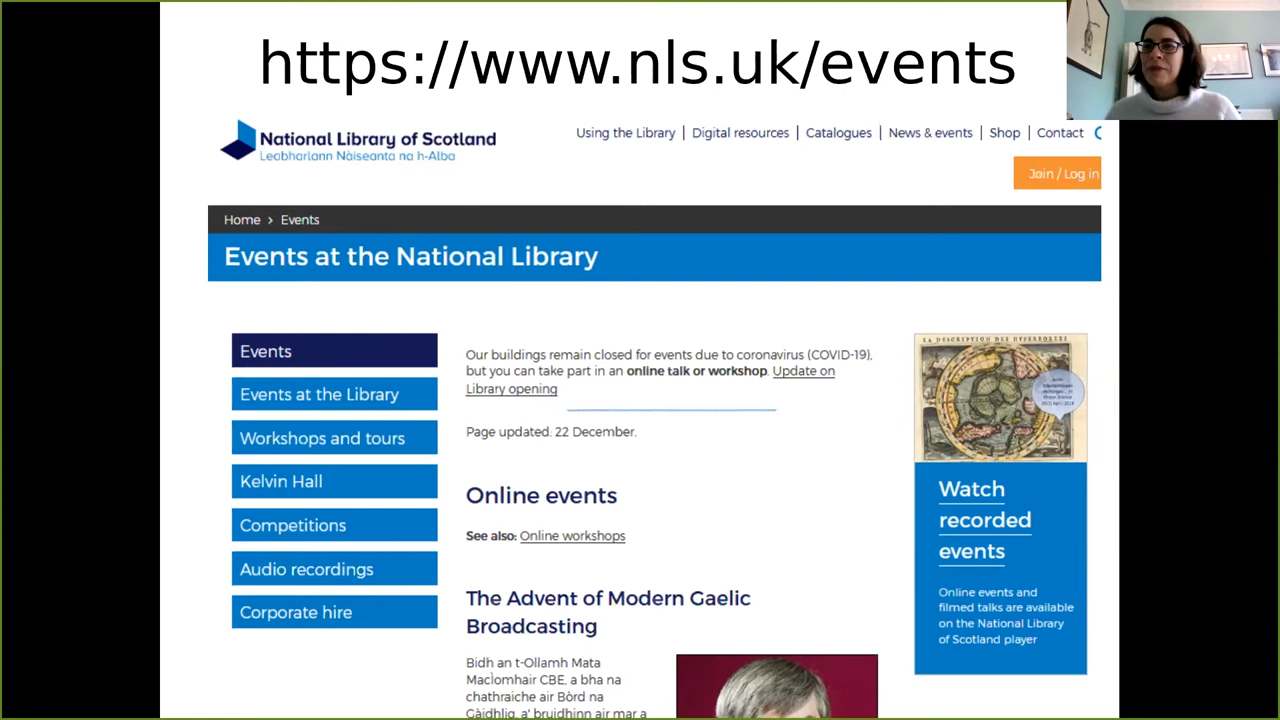 https://www.nls.uk/events
National Library of Scotland
Leabharlann Nàiseanta na h-Alba
Using the Library | Digital resources | Catalogues | News & events | Shop | Contact
Join / Log in
Home > Events
Events at the National Library
Events
Events at the Library
Workshops and tours
Kelvin Hall
Competitions
Audio recordings
Corporate hire
Our buildings remain closed for events due to coronavirus (COVID-19),
but you can take part in an online talk or workshop. Update on
Library opening
Page updated: 22 December.
Online events
See also: Online workshops
The Advent of Modern Gaelic
Broadcasting
Bidh an t-Ollamh Mata
MacÌomhair CBE, a bha na
chathraiche air Bòrd na
Gàidhlig, a' bruidhinn air mar a
LA DESCRIPTION DES HYPERBORÉES
Watch
recorded
events
Online events and
filmed talks are available
on the National Library
of Scotland player